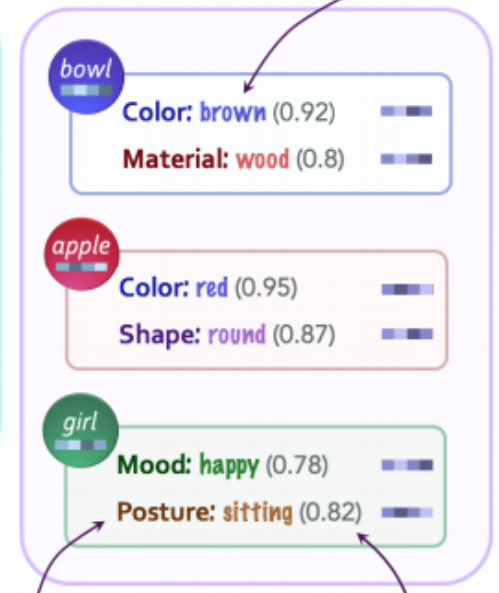 bowl
Color: brown (0.92)
Material: wood (0.8)
apple
Color: red (0.95)
Shape: round (0.87)
girl
Mood: happy (0.78)
Posture: sitting (0.82)